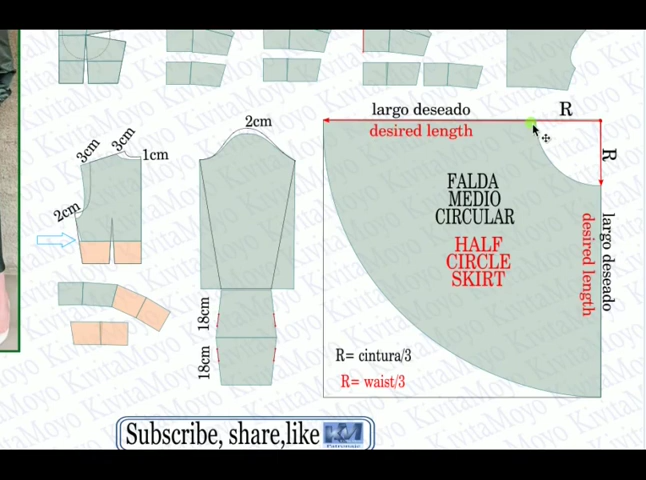 largo deseado
R
desired length
R
2cm
3cm
3cm
1cm
2cm
FALDA
MEDIO
CIRCULAR
HALF
CIRCLE
SKIRT
largo deseado
desired length
18cm
18cm
R= cintura/3
R= waist/3
Subscribe, share,like
KivitaMoyo